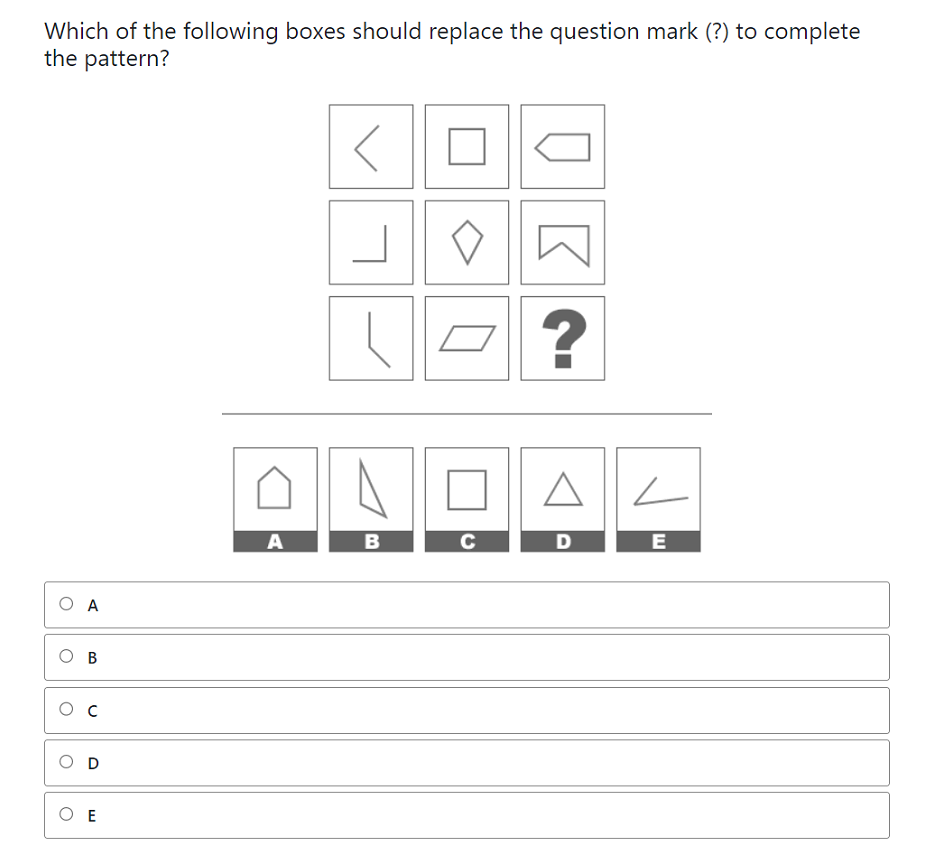 Which of the following boxes should replace the question mark (?) to complete
the pattern?
?
A B C D E
A
B
C
D
E